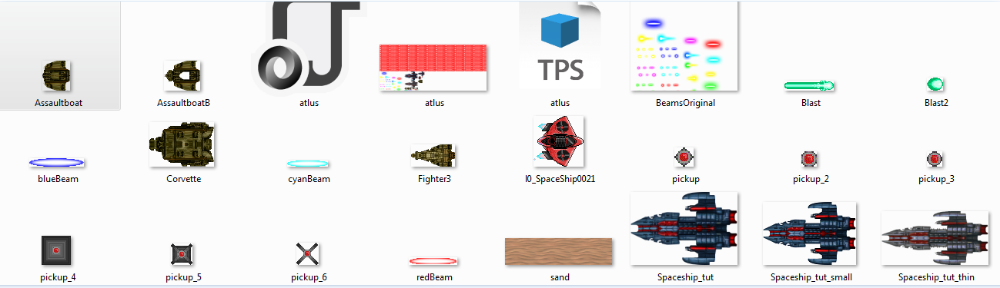 TPS
Assaultboat
AssaultboatB
atlus
atlus
atlus
BeamsOriginal
Blast
Blast2
blueBeam
Corvette
cyanBeam
Fighter3
I0_SpaceShip0021
pickup
pickup_2
pickup_3
pickup_4
pickup_5
pickup_6
redBeam
sand
Spaceship_tut
Spaceship_tut_small
Spaceship_tut_thin